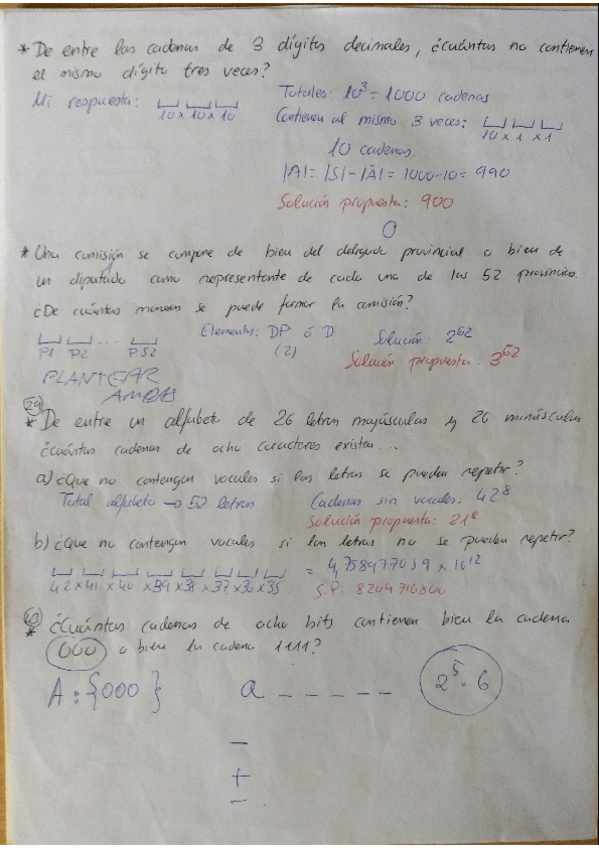 * De entre las cadenas de 3 dígitos decimales, ¿cuántas no contienen
el mismo dígito tres veces?
Mi respuesta: 10 x 10 x 10
Totales: 10³ = 1000 cadenas
Contienen al mismo 3 veces: 10 x 1 x 1
10 cadenas.
|A| = |S| - |Ā| = 1000-10 = 990
Solución propuesta: 900
O
* Una comisión se compone de bien del delegado provincial o bien de
un diputado como representante de cada una de las 52 provincias.
¿De cuántas maneras se puede formar la comisión?
P1 P2 ... P52
Elementos: DP ó D
(2)
Solución: 2⁵²
Solución propuesta: 3⁵²
PLANTEAR
AMBAS
29
* De entre un alfabeto de 26 letras mayúsculas y 26 minúsculas
¿cuántas cadenas de ocho caracteres existen...
a) ¿Que no contengan vocales si las letras se pueden repetir?
Total alfabeto → 52 letras.
Cadenas sin vocales: 42⁸
Solución propuesta: 21⁸
b) ¿Que no contengan vocales si las letras no se pueden repetir?
42 x 41 x 40 x 39 x 38 x 37 x 36 x 35
= 4,758977059 x 10¹²
S.P: 8204716800
* ¿Cuántas cadenas de ocho bits contienen bien la cadena
000 o bien la cadena 1111?
A: {000}
a _ _ _ _ _
2⁵ · 6
_
+
_